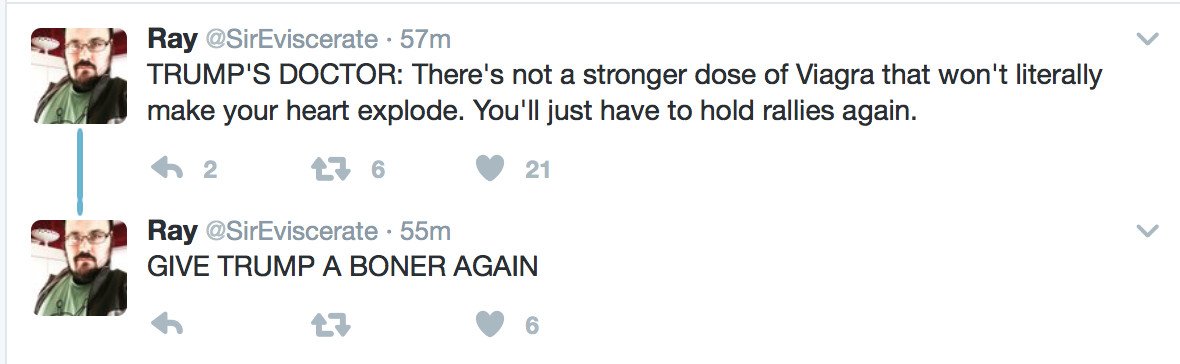 Ray @SirEviscerate · 57m
TRUMP'S DOCTOR: There's not a stronger dose of Viagra that won't literally
make your heart explode. You'll just have to hold rallies again.
2 6 21
Ray @SirEviscerate · 55m
GIVE TRUMP A BONER AGAIN
6